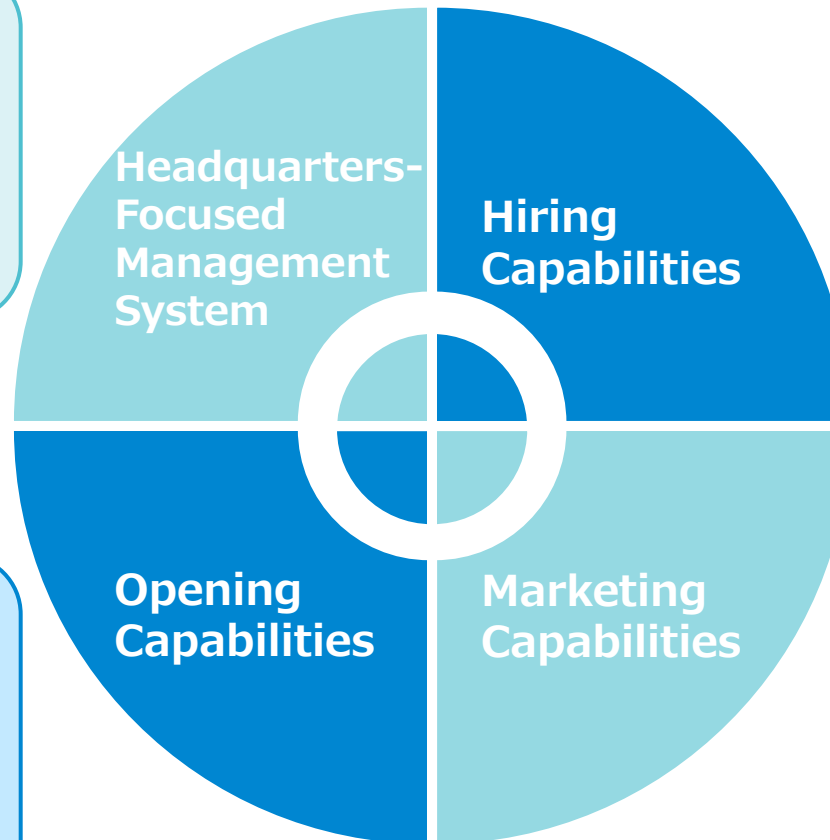 Headquarters-
Focused
Management
System
Hiring
Capabilities
Opening
Capabilities
Marketing
Capabilities